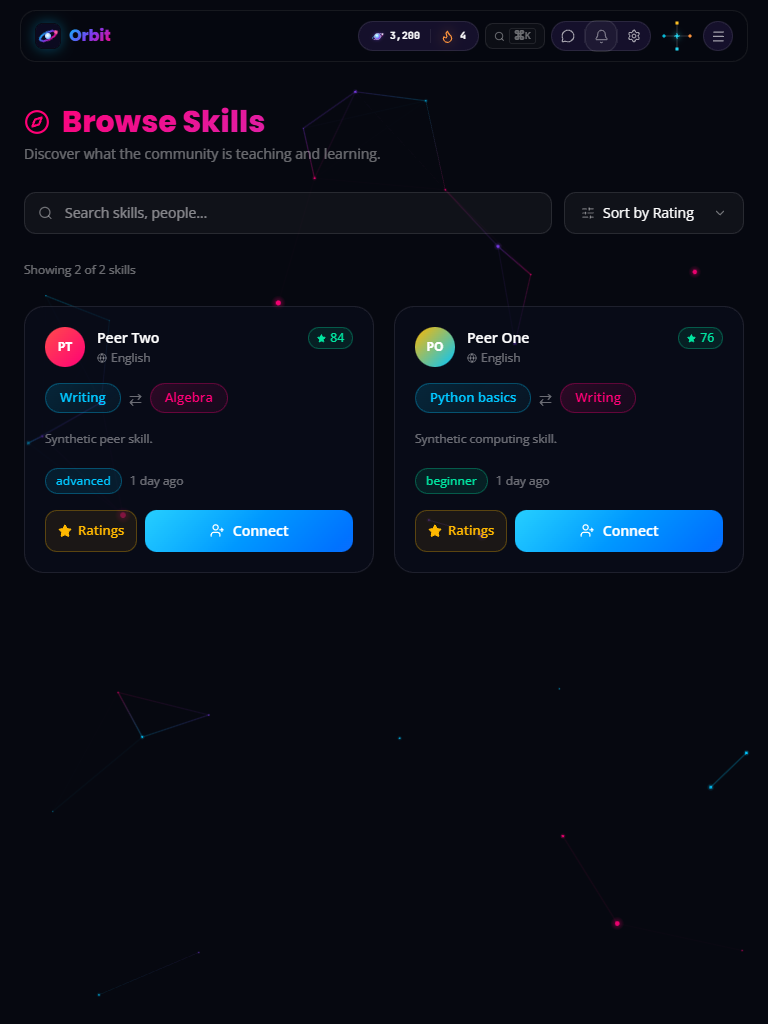 Orbit
3,200 4 ⌘K
Browse Skills
Discover what the community is teaching and learning.
Search skills, people...
Sort by Rating
Showing 2 of 2 skills
PT
Peer Two
English
84
Writing ⇄ Algebra
Synthetic peer skill.
advanced 1 day ago
Ratings
Connect
PO
Peer One
English
76
Python basics ⇄ Writing
Synthetic computing skill.
beginner 1 day ago
Ratings
Connect